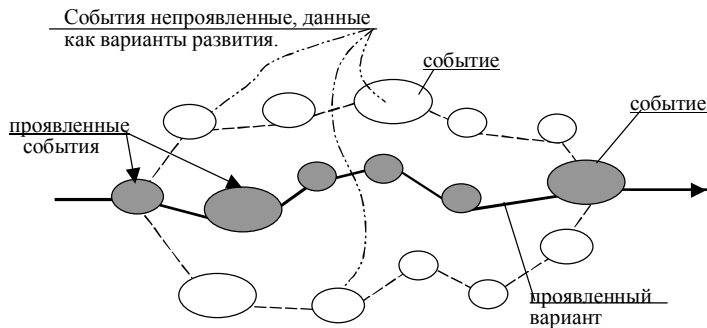 События непроявленные, данные
как варианты развития.
событие
событие
проявленные
события
проявленный
вариант